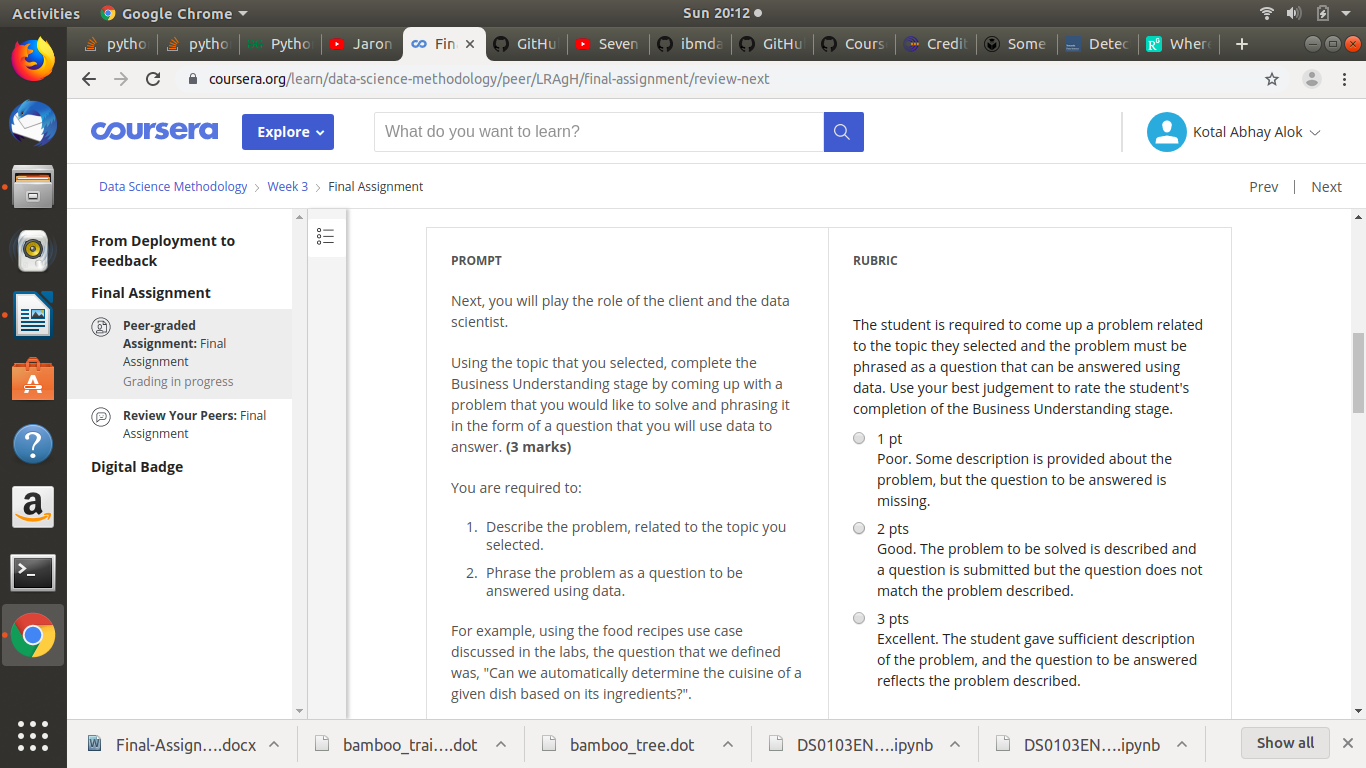 Activities
Google Chrome
Sun 20:12
pytho
pytho
Pytho
Jaron
Fin
GitHu
Seven
ibmda
GitHu
Cours
Credit
Some
Detec
Where
coursera.org/learn/data-science-methodology/peer/LRAgH/final-assignment/review-next
coursera
Explore
What do you want to learn?
Kotal Abhay Alok
Data Science Methodology
Week 3
Final Assignment
Prev | Next
From Deployment to
Feedback
Final Assignment
Peer-graded
Assignment: Final
Assignment
Grading in progress
Review Your Peers: Final
Assignment
Digital Badge
PROMPT
Next, you will play the role of the client and the data
scientist.
Using the topic that you selected, complete the
Business Understanding stage by coming up with a
problem that you would like to solve and phrasing it
in the form of a question that you will use data to
answer. (3 marks)
You are required to:
1. Describe the problem, related to the topic you
selected.
2. Phrase the problem as a question to be
answered using data.
For example, using the food recipes use case
discussed in the labs, the question that we defined
was, "Can we automatically determine the cuisine of a
given dish based on its ingredients?".
RUBRIC
The student is required to come up a problem related
to the topic they selected and the problem must be
phrased as a question that can be answered using
data. Use your best judgement to rate the student's
completion of the Business Understanding stage.
1 pt
Poor. Some description is provided about the
problem, but the question to be answered is
missing.
2 pts
Good. The problem to be solved is described and
a question is submitted but the question does not
match the problem described.
3 pts
Excellent. The student gave sufficient description
of the problem, and the question to be answered
reflects the problem described.
Final-Assign....docx
bamboo_trai....dot
bamboo_tree.dot
DS0103EN....ipynb
DS0103EN....ipynb
Show all